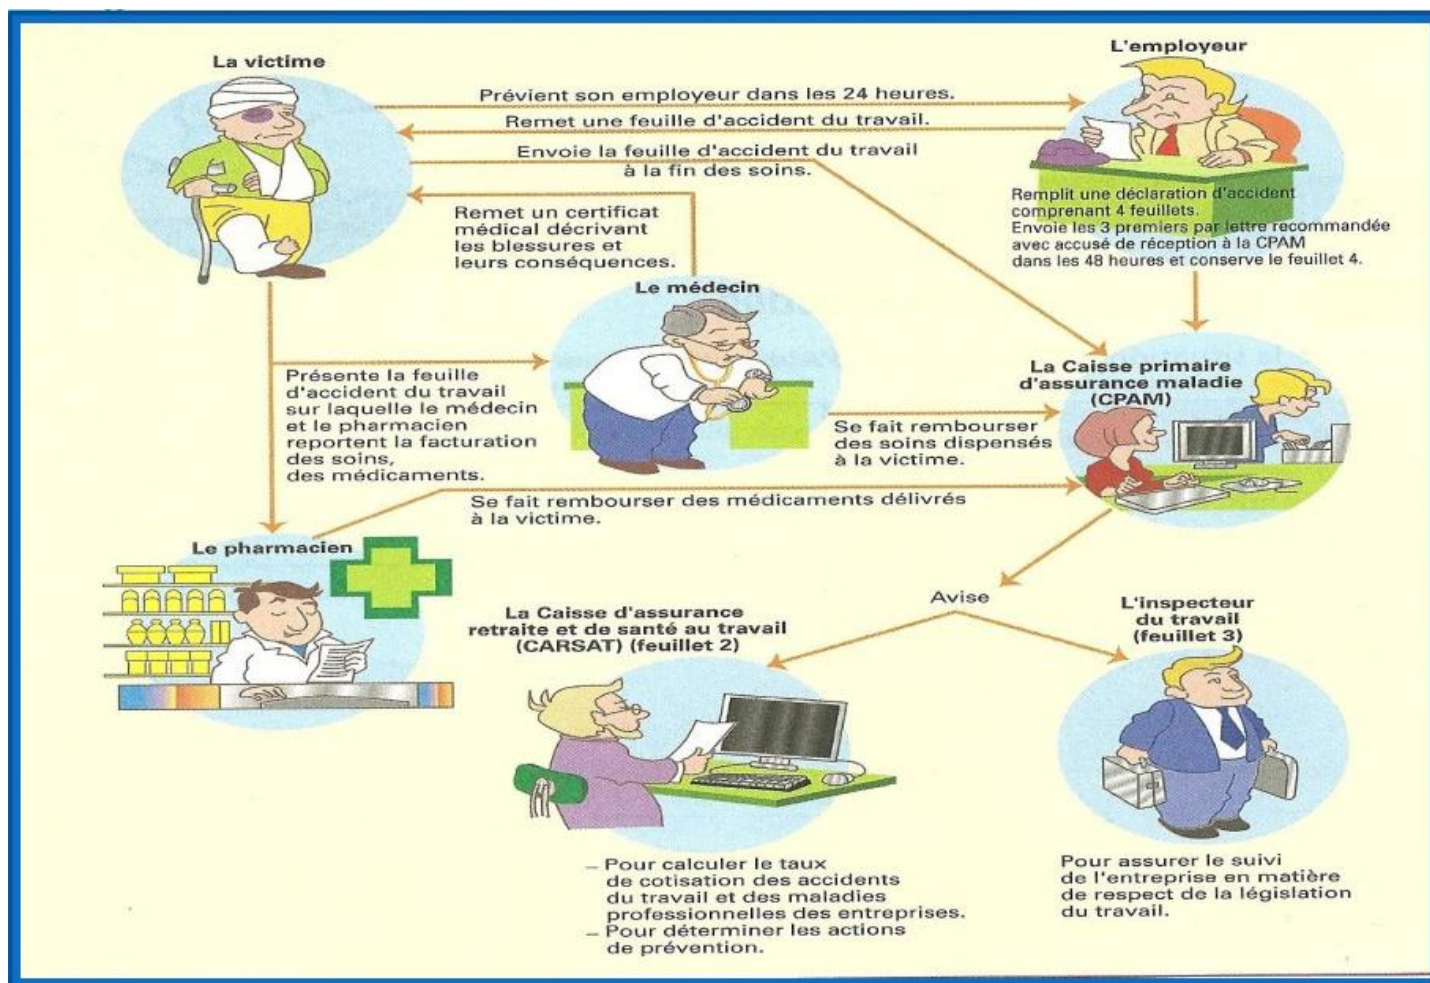 La victime
L'employeur
Prévient son employeur dans les 24 heures.
Remet une feuille d'accident du travail.
Envoie la feuille d'accident du travail
à la fin des soins.
Remet un certificat
médical décrivant
les blessures et
leurs conséquences.
Remplit une déclaration d'accident
comprenant 4 feuillets.
Envoie les 3 premiers par lettre recommandée
avec accusé de réception à la CPAM
dans les 48 heures et conserve le feuillet 4.
Le médecin
Présente la feuille
d'accident du travail
sur laquelle le médecin
et le pharmacien
reportent la facturation
des soins,
des médicaments.
La Caisse primaire
d'assurance maladie
(CPAM)
Se fait rembourser
des soins dispensés
à la victime.
Se fait rembourser des médicaments délivrés
à la victime.
Le pharmacien
Avise
La Caisse d'assurance
retraite et de santé au travail
(CARSAT) (feuillet 2)
L'inspecteur
du travail
(feuillet 3)
– Pour calculer le taux
de cotisation des accidents
du travail et des maladies
professionnelles des entreprises.
– Pour déterminer les actions
de prévention.
Pour assurer le suivi
de l'entreprise en matière
de respect de la législation
du travail.